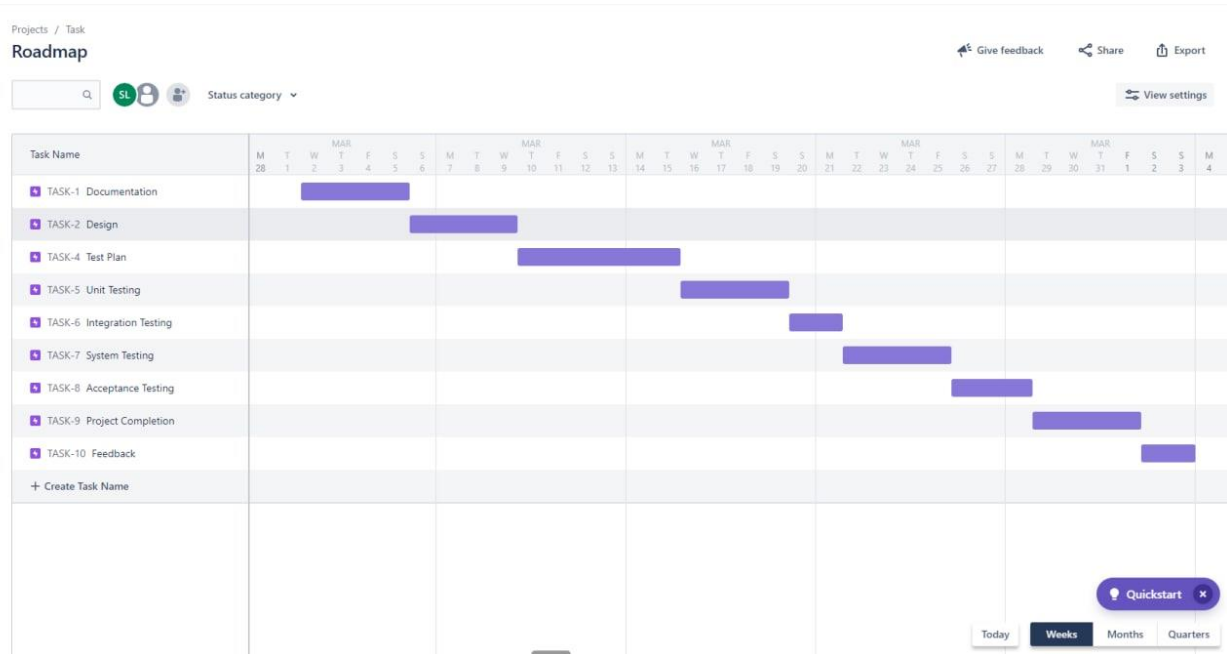 Projects / Task
Roadmap
Give feedback
Share
Export
SL
Status category
View settings
Task Name
MAR MAR MAR MAR MAR
M T W T F S S M T W T F S S M T W T F S S M T W T F S S M T W T F S S M
28 1 2 3 4 5 6 7 8 9 10 11 12 13 14 15 16 17 18 19 20 21 22 23 24 25 26 27 28 29 30 31 1 2 3 4
TASK-1 Documentation
TASK-2 Design
TASK-4 Test Plan
TASK-5 Unit Testing
TASK-6 Integration Testing
TASK-7 System Testing
TASK-8 Acceptance Testing
TASK-9 Project Completion
TASK-10 Feedback
+ Create Task Name
Quickstart
Today
Weeks
Months
Quarters